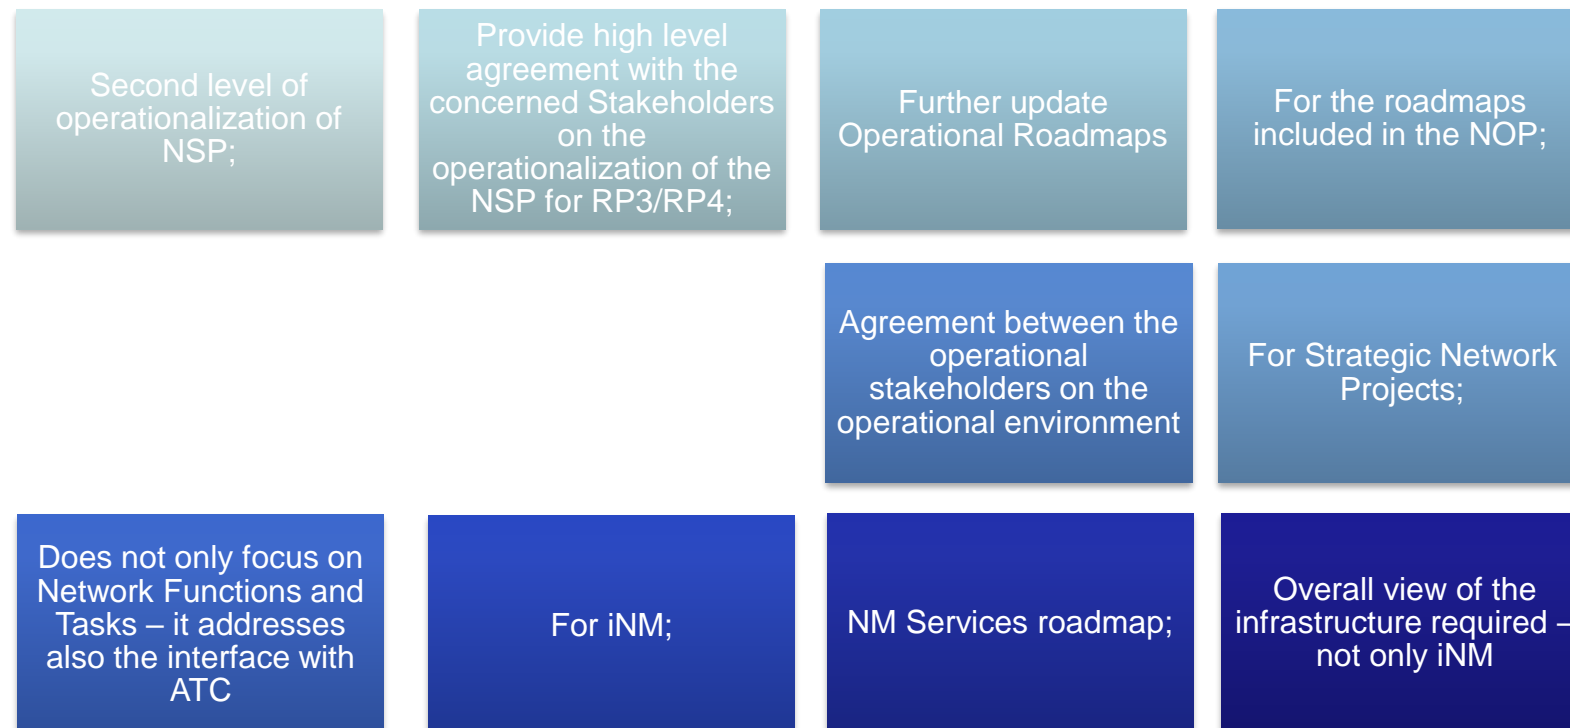 Second level of
operationalization of
NSP;
Provide high level
agreement with the
concerned Stakeholders
on the
operationalization of the
NSP for RP3/RP4;
Further update
Operational Roadmaps
For the roadmaps
included in the NOP;
Agreement between the
operational
stakeholders on the
operational environment
For Strategic Network
Projects;
Does not only focus on
Network Functions and
Tasks – it addresses
also the interface with
ATC
For iNM;
NM Services roadmap;
Overall view of the
infrastructure required –
not only iNM